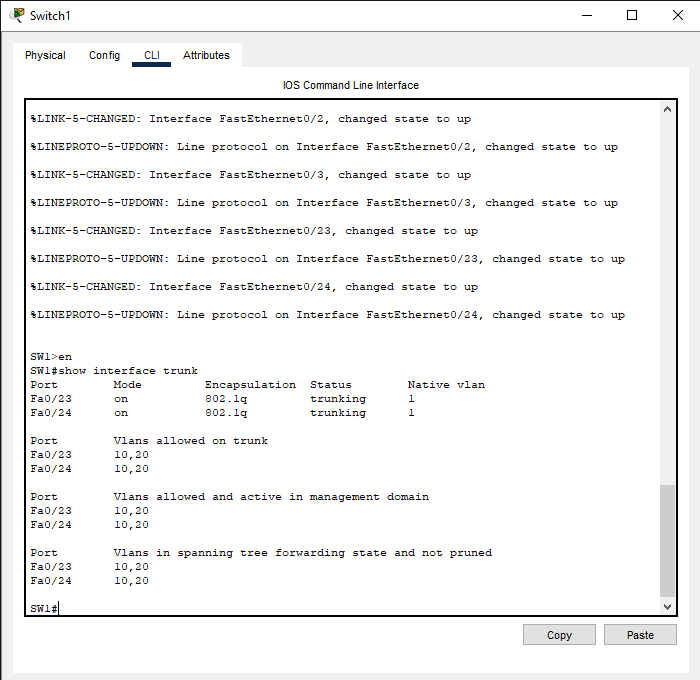 Switch1
Physical Config CLI Attributes
IOS Command Line Interface
%LINK-5-CHANGED: Interface FastEthernet0/2, changed state to up
%LINEPROTO-5-UPDOWN: Line protocol on Interface FastEthernet0/2, changed state to up
%LINK-5-CHANGED: Interface FastEthernet0/3, changed state to up
%LINEPROTO-5-UPDOWN: Line protocol on Interface FastEthernet0/3, changed state to up
%LINK-5-CHANGED: Interface FastEthernet0/23, changed state to up
%LINEPROTO-5-UPDOWN: Line protocol on Interface FastEthernet0/23, changed state to up
%LINK-5-CHANGED: Interface FastEthernet0/24, changed state to up
%LINEPROTO-5-UPDOWN: Line protocol on Interface FastEthernet0/24, changed state to up
SW1>en
SW1#show interface trunk
Port Mode Encapsulation Status Native vlan
Fa0/23 on 802.1q trunking 1
Fa0/24 on 802.1q trunking 1
Port Vlans allowed on trunk
Fa0/23 10,20
Fa0/24 10,20
Port Vlans allowed and active in management domain
Fa0/23 10,20
Fa0/24 10,20
Port Vlans in spanning tree forwarding state and not pruned
Fa0/23 10,20
Fa0/24 10,20
SW1#
Copy Paste